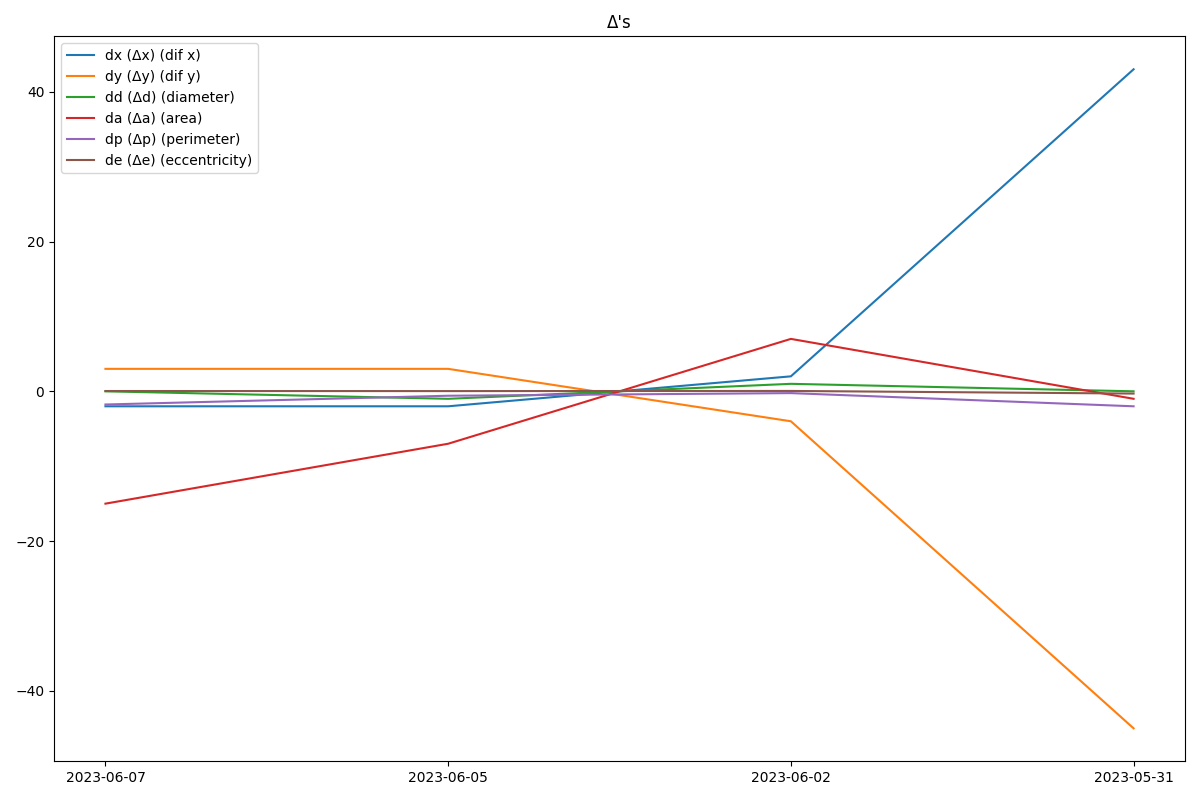 Δ's
dx (Δx) (dif x)
dy (Δy) (dif y)
dd (Δd) (diameter)
da (Δa) (area)
dp (Δp) (perimeter)
de (Δe) (eccentricity)
40
20
0
−20
−40
2023-06-07 2023-06-05 2023-06-02 2023-05-31